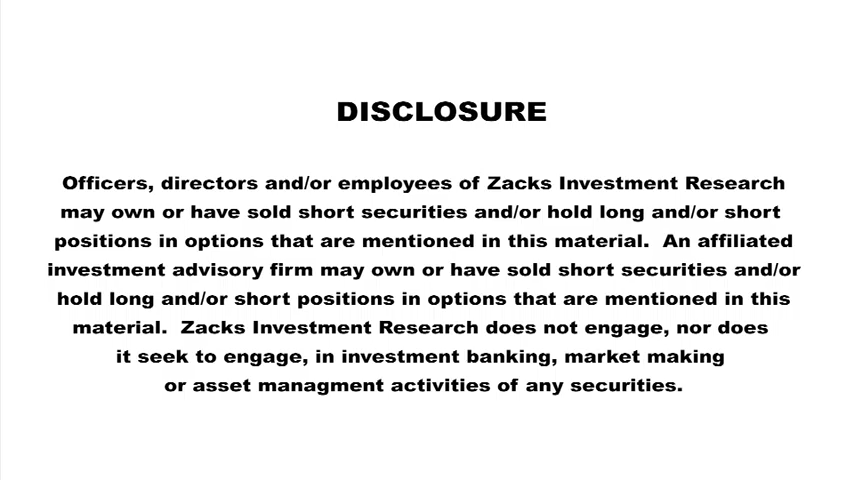 DISCLOSURE
Officers, directors and/or employees of Zacks Investment Research
may own or have sold short securities and/or hold long and/or short
positions in options that are mentioned in this material.  An affiliated
investment advisory firm may own or have sold short securities and/or
hold long and/or short positions in options that are mentioned in this
material.  Zacks Investment Research does not engage, nor does
it seek to engage, in investment banking, market making
or asset managment activities of any securities.